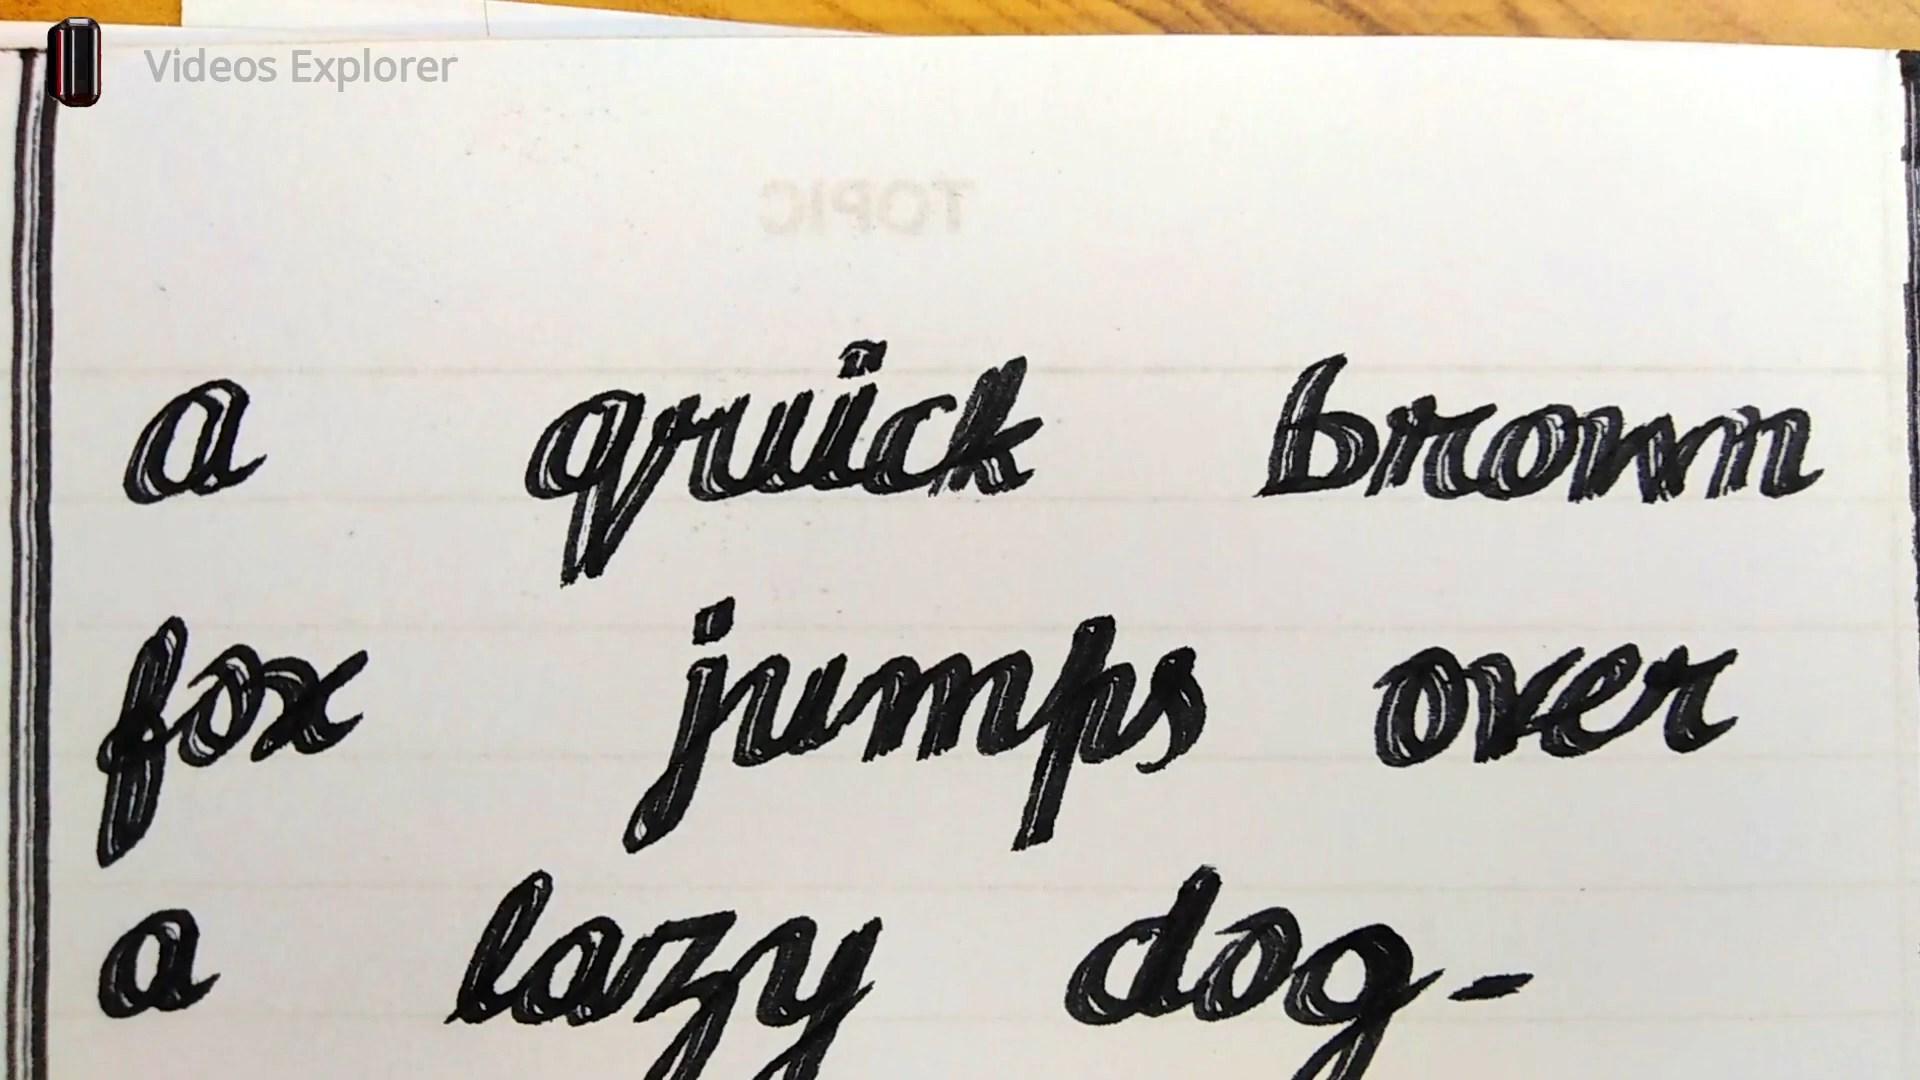 Videos Explorer
TOPIC
a quick brown
fox jumps over
a lazy dog -